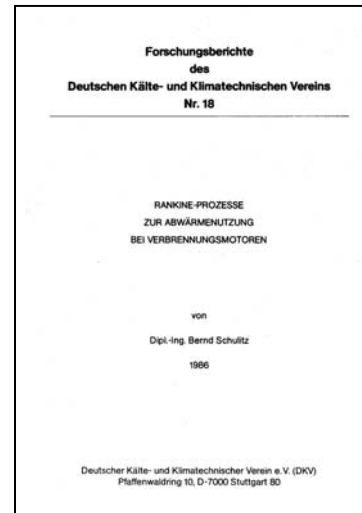 Forschungsberichte
des
Deutschen Kälte- und Klimatechnischen Vereins
Nr. 18
RANKINE-PROZESSE
ZUR ABWÄRMENUTZUNG
BEI VERBRENNUNGSMOTOREN
von
Dipl.-Ing. Bernd Schulitz
1986
Deutscher Kälte- und Klimatechnischer Verein e.V. (DKV)
Pfaffenwaldring 10, D-7000 Stuttgart 80